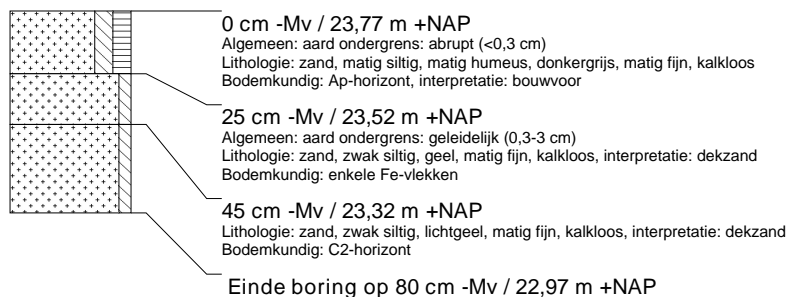 0 cm -Mv / 23,77 m +NAP
Algemeen: aard ondergrens: abrupt (<0,3 cm)
Lithologie: zand, matig siltig, matig humeus, donkergrijs, matig fijn, kalkloos
Bodemkundig: Ap-horizont, interpretatie: bouwvoor
25 cm -Mv / 23,52 m +NAP
Algemeen: aard ondergrens: geleidelijk (0,3-3 cm)
Lithologie: zand, zwak siltig, geel, matig fijn, kalkloos, interpretatie: dekzand
Bodemkundig: enkele Fe-vlekken
45 cm -Mv / 23,32 m +NAP
Lithologie: zand, zwak siltig, lichtgeel, matig fijn, kalkloos, interpretatie: dekzand
Bodemkundig: C2-horizont
Einde boring op 80 cm -Mv / 22,97 m +NAP